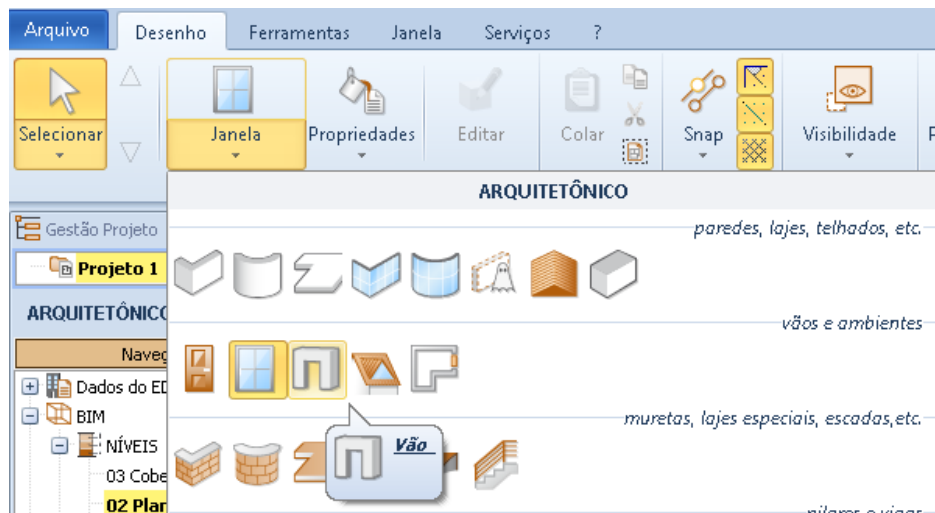 Arquivo Desenho Ferramentas Janela Serviços ?
Selecionar Janela Propriedades Editar Colar Snap Visibilidade
ARQUITETÔNICO
Gestão Projeto
paredes, lajes, telhados, etc.
Projeto 1
ARQUITETÔNICO
vãos e ambientes
Naveg
Dados do ED
BIM
muretas, lajes especiais, escadas,etc.
Vão
NÍVEIS
03 Cobe
02 Plan
pilares e vigas